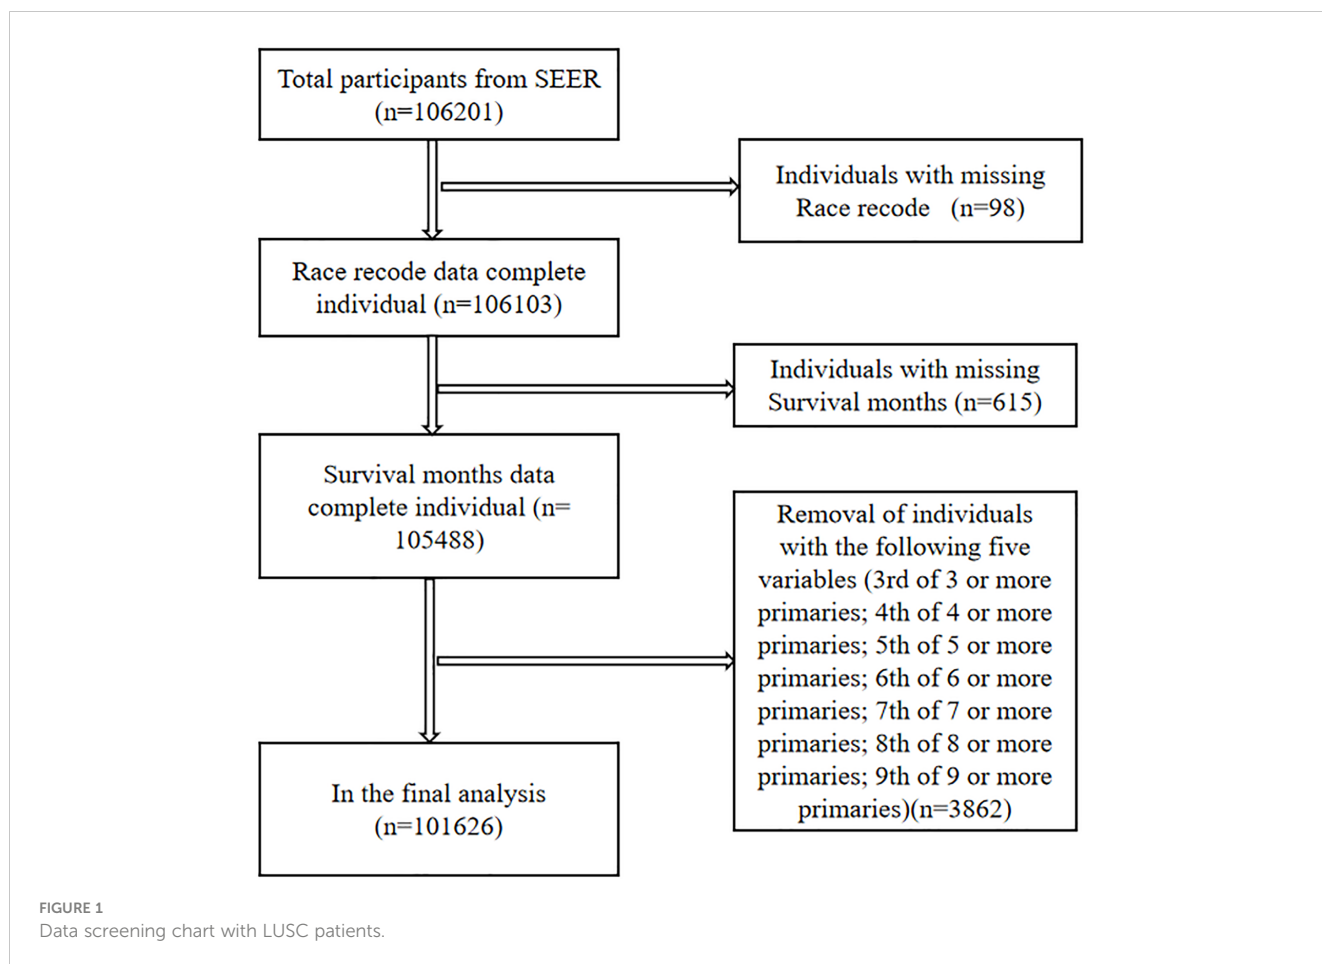 Total participants from SEER
(n=106201)
Individuals with missing
Race recode (n=98)
Race recode data complete
individual (n=106103)
Individuals with missing
Survival months (n=615)
Survival months data
complete individual (n=
105488)
Removal of individuals
with the following five
variables (3rd of 3 or more
primaries; 4th of 4 or more
primaries; 5th of 5 or more
primaries; 6th of 6 or more
primaries; 7th of 7 or more
primaries; 8th of 8 or more
primaries; 9th of 9 or more
primaries)(n=3862)
In the final analysis
(n=101626)
FIGURE 1
Data screening chart with LUSC patients.